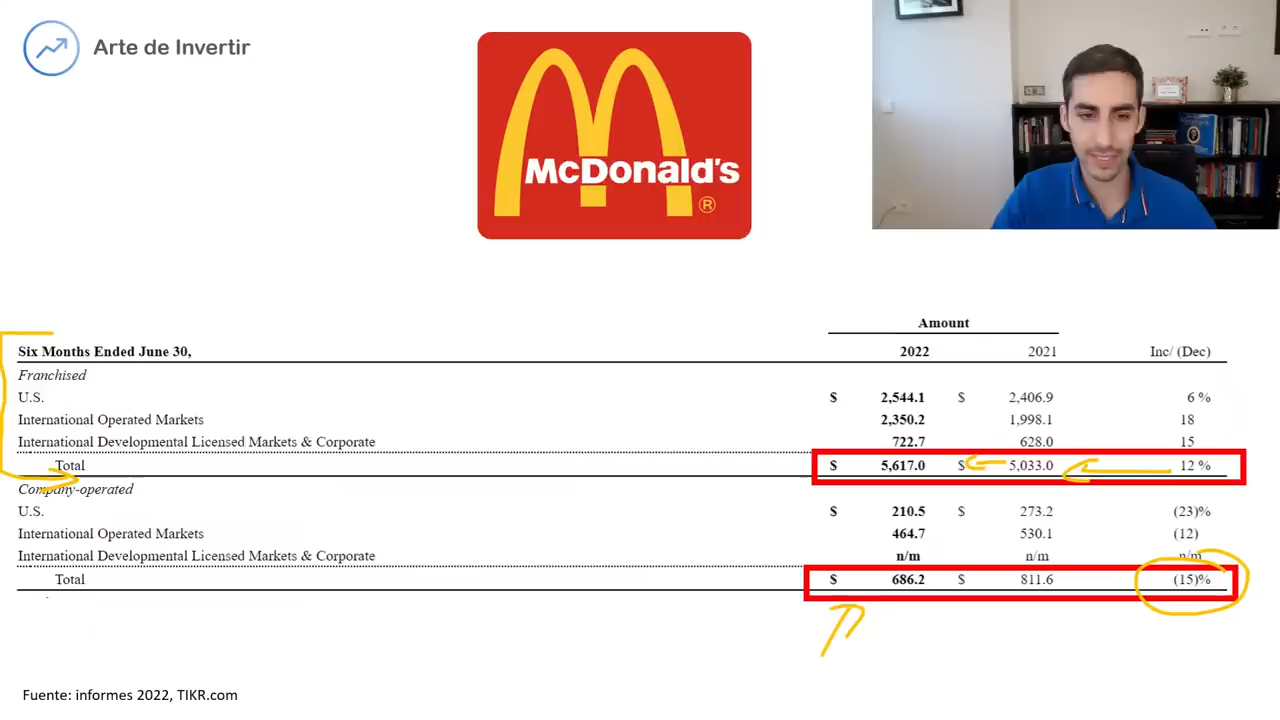 Arte de Invertir
McDonald's
®
Amount
Six Months Ended June 30, 2022 2021 Inc/ (Dec)
Franchised
U.S. $ 2,544.1 $ 2,406.9 6 %
International Operated Markets 2,350.2 1,998.1 18
International Developmental Licensed Markets & Corporate 722.7 628.0 15
Total $ 5,617.0 $ 5,033.0 12 %
Company-operated
U.S. $ 210.5 $ 273.2 (23)%
International Operated Markets 464.7 530.1 (12)
International Developmental Licensed Markets & Corporate n/m n/m n/m
Total $ 686.2 $ 811.6 (15)%
Fuente: informes 2022, TIKR.com